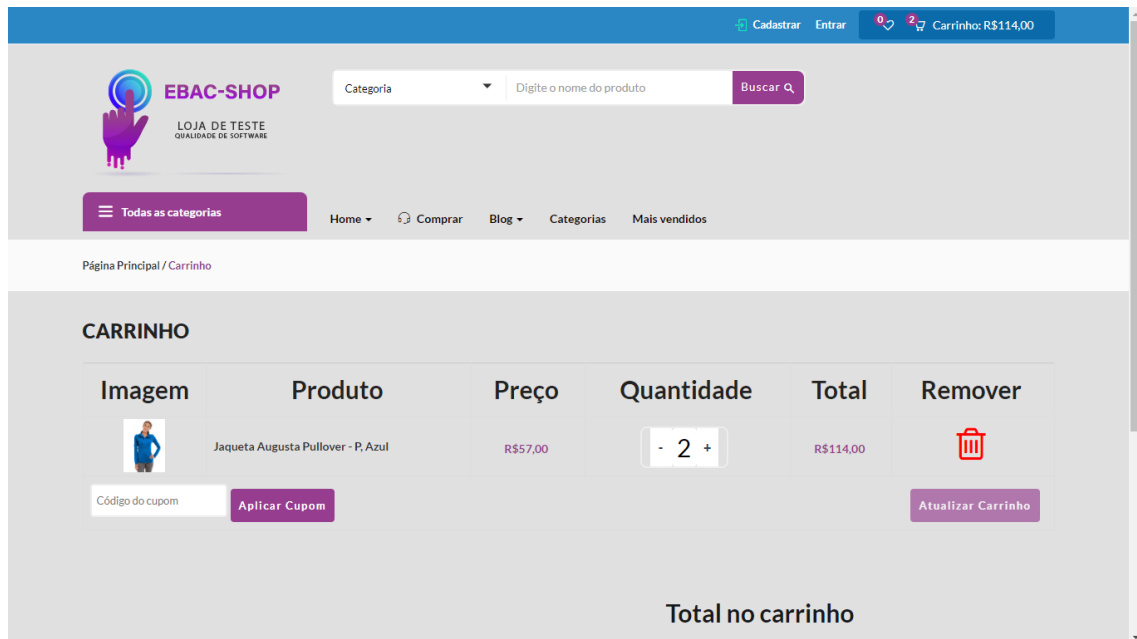 Cadastrar Entrar 0 2 Carrinho: R$114,00
EBAC-SHOP
LOJA DE TESTE
QUALIDADE DE SOFTWARE
Categoria Digite o nome do produto Buscar
Todas as categorias Home Comprar Blog Categorias Mais vendidos
Página Principal / Carrinho
CARRINHO
Imagem Produto Preço Quantidade Total Remover
Jaqueta Augusta Pullover - P, Azul R$57,00 - 2 + R$114,00
Código do cupom Aplicar Cupom Atualizar Carrinho
Total no carrinho